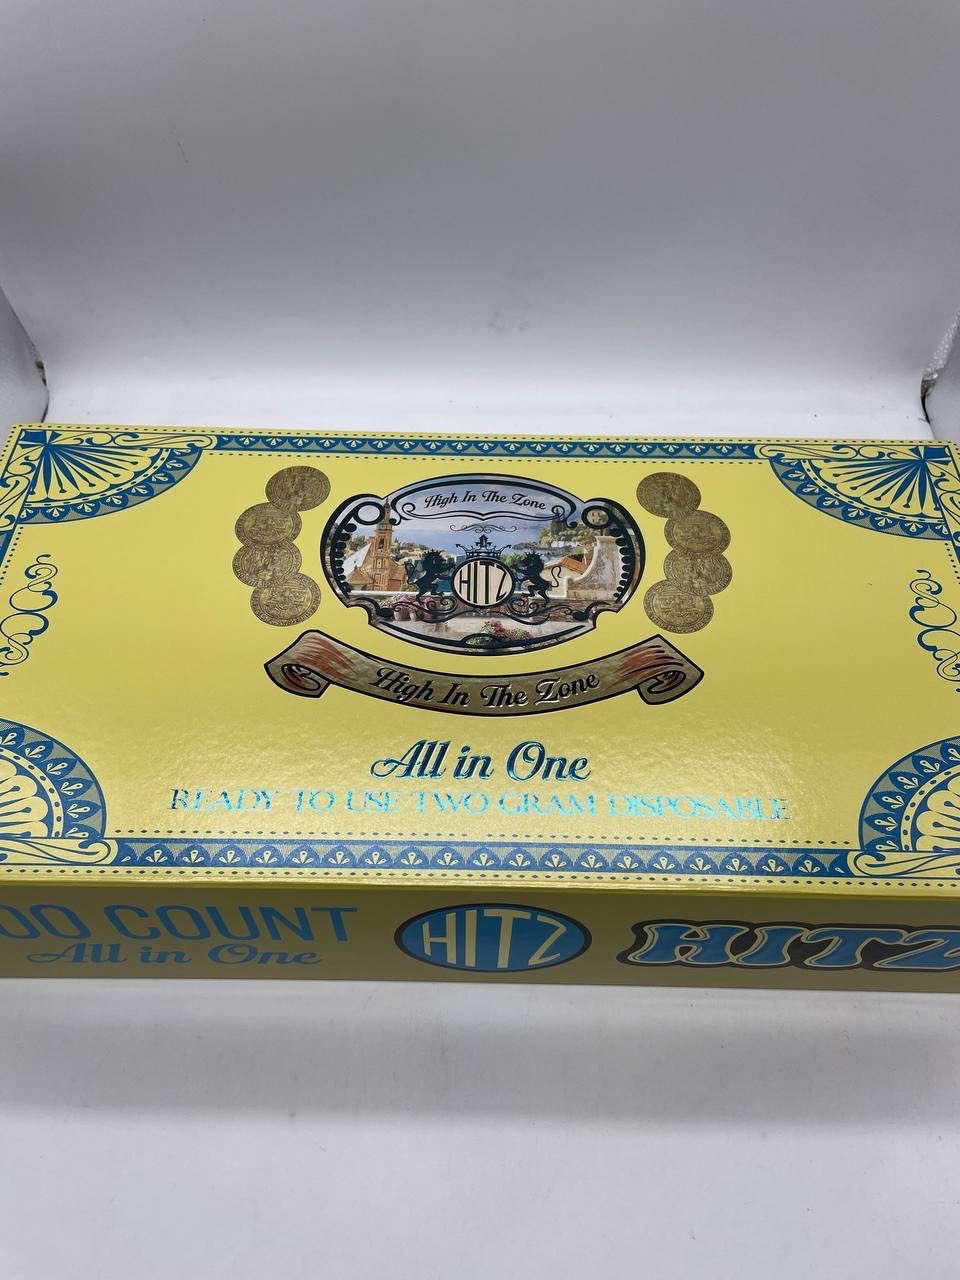 High In The Zone
HITZ
High In The Zone
All in One
READY TO USE TWO GRAM DISPOSABLE
00 COUNT
All in One
HITZ
HITZ